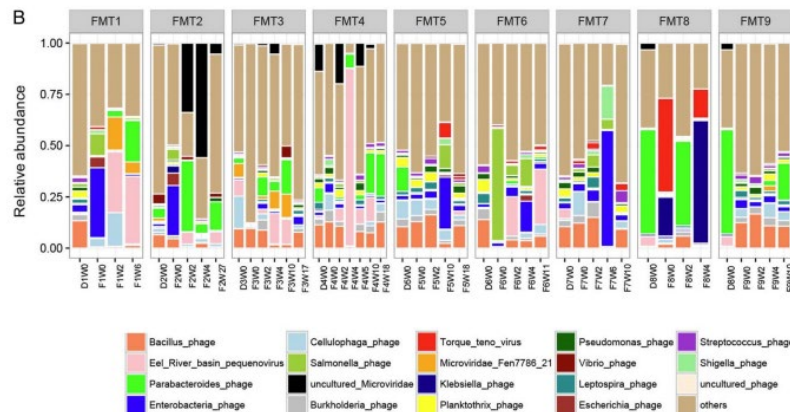 B
FMT1 FMT2 FMT3 FMT4 FMT5 FMT6 FMT7 FMT8 FMT9
Relative abundance
1.00
0.75
0.50
0.25
0.00
D1W0 F1W0 F1W2 F1W6 D2W0 F2W0 F2W2 F2W4 F2W27 D3W0 F3W0 F3W2 F3W4 F3W10 F3W17 D4W0 F4W0 F4W2 F4W4 F4W5 F4W10 F4W18 D5W0 F5W0 F5W2 F5W10 F5W18 D6W0 F6W0 F6W2 F6W4 F6W11 D7W0 F7W0 F7W2 F7W6 F7W10 D8W0 F8W0 F8W2 F8W4 D8W0 F9W0 F9W2 F9W4
Bacillus_phage Cellulophaga_phage Torque_teno_virus Pseudomonas_phage Streptococcus_phage
Eel_River_basin_pequenovirus Salmonella_phage Microviridae_Fen7786_21 Vibrio_phage Shigella_phage
Parabacteroides_phage uncultured_Microviridae Klebsiella_phage Leptospira_phage uncultured_phage
Enterobacteria_phage Burkholderia_phage Planktothrix_phage Escherichia_phage others